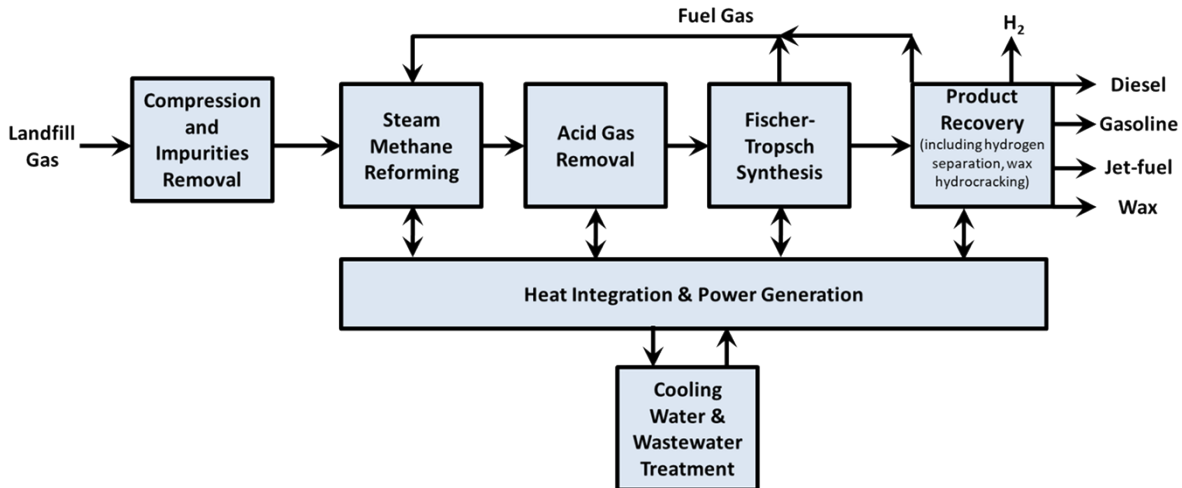 Fuel Gas
H₂
Landfill
Gas
Compression
and
Impurities
Removal
Steam
Methane
Reforming
Acid Gas
Removal
Fischer-
Tropsch
Synthesis
Product
Recovery
(including hydrogen
separation, wax
hydrocracking)
Diesel
Gasoline
Jet-fuel
Wax
Heat Integration & Power Generation
Cooling
Water &
Wastewater
Treatment